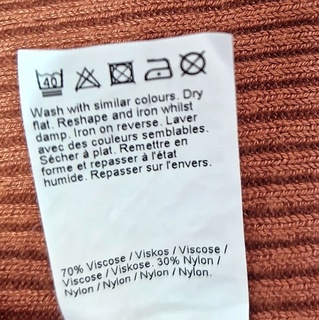 40
Wash with similar colours. Dry
flat. Reshape and iron whilst
damp. Iron on reverse. Laver
avec des couleurs semblables.
Sécher à plat. Remettre en
forme et repasser à l'état
humide. Repasser sur l'envers.
70% Viscose / Viskos / Viscose /
Viscose / Viskose. 30% Nylon /
Nylon / Nylon / Nylon / Nylon.